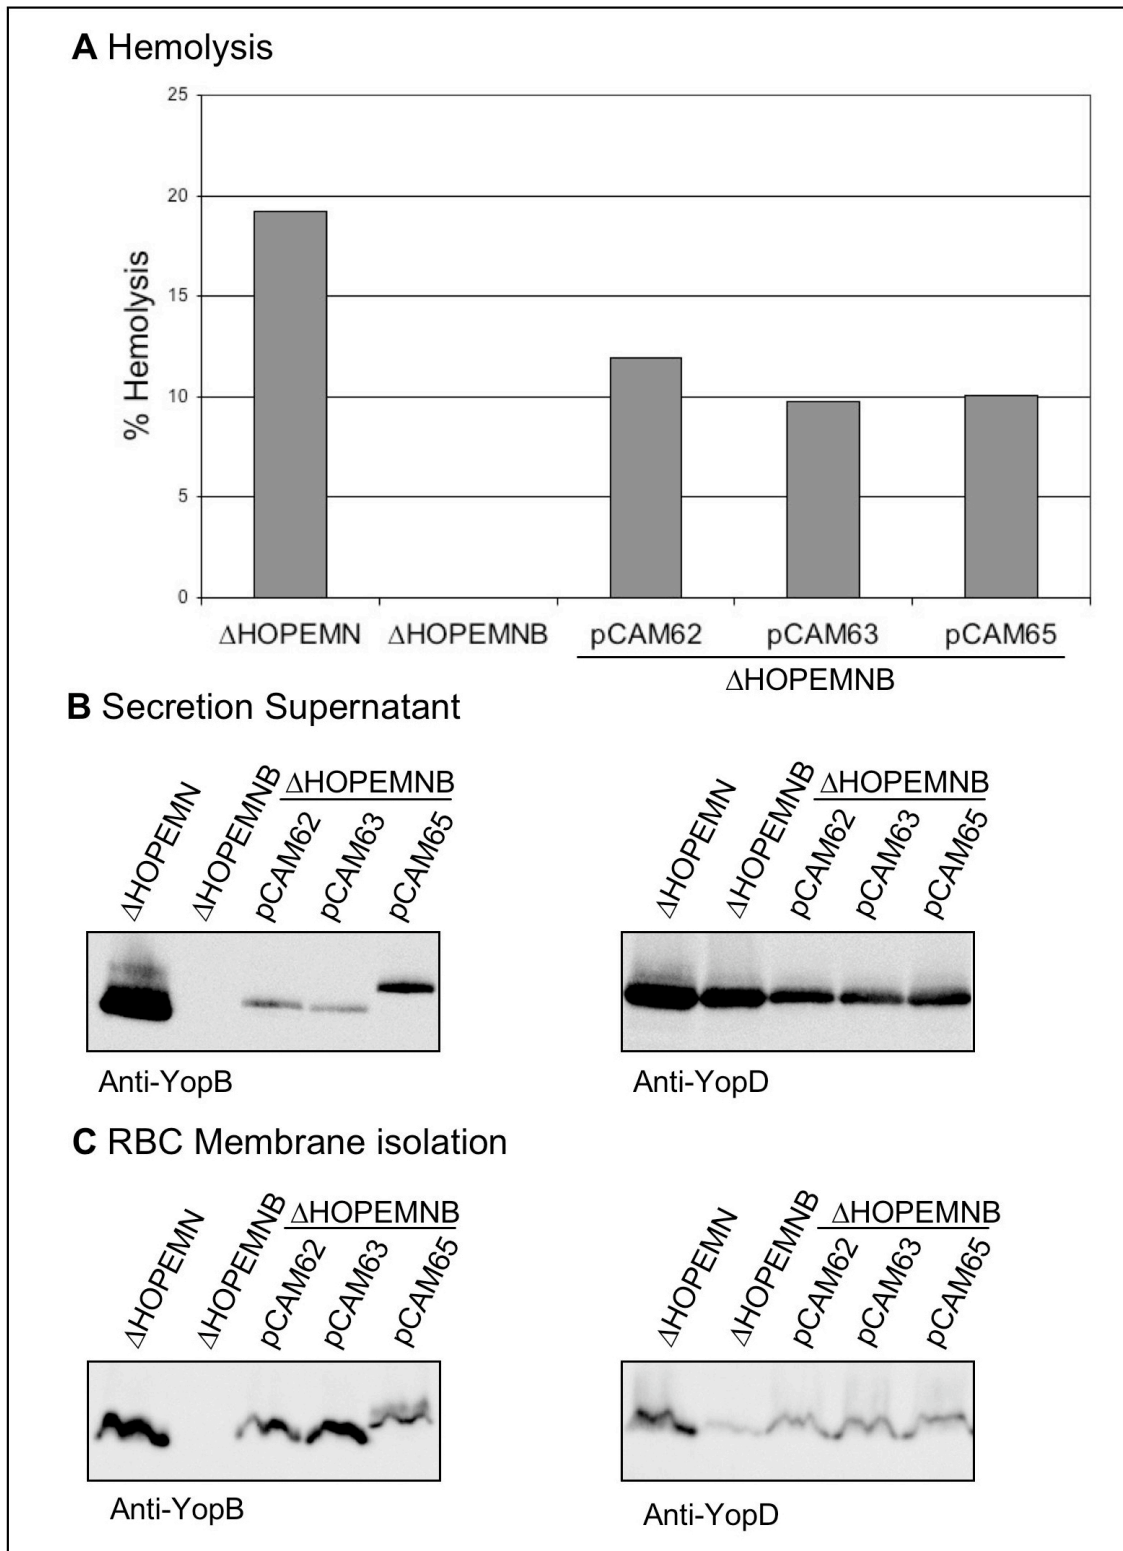 A Hemolysis
25
20
15
10
5
0
% Hemolysis
ΔHOPEMN ΔHOPEMNB pCAM62 pCAM63 pCAM65
ΔHOPEMNB
B Secretion Supernatant
ΔHOPEMN ΔHOPEMNB ΔHOPEMNB pCAM62 pCAM63 pCAM65
Anti-YopB
ΔHOPEMN ΔHOPEMNB ΔHOPEMNB pCAM62 pCAM63 pCAM65
Anti-YopD
C RBC Membrane isolation
ΔHOPEMN ΔHOPEMNB ΔHOPEMNB pCAM62 pCAM63 pCAM65
Anti-YopB
ΔHOPEMN ΔHOPEMNB ΔHOPEMNB pCAM62 pCAM63 pCAM65
Anti-YopD